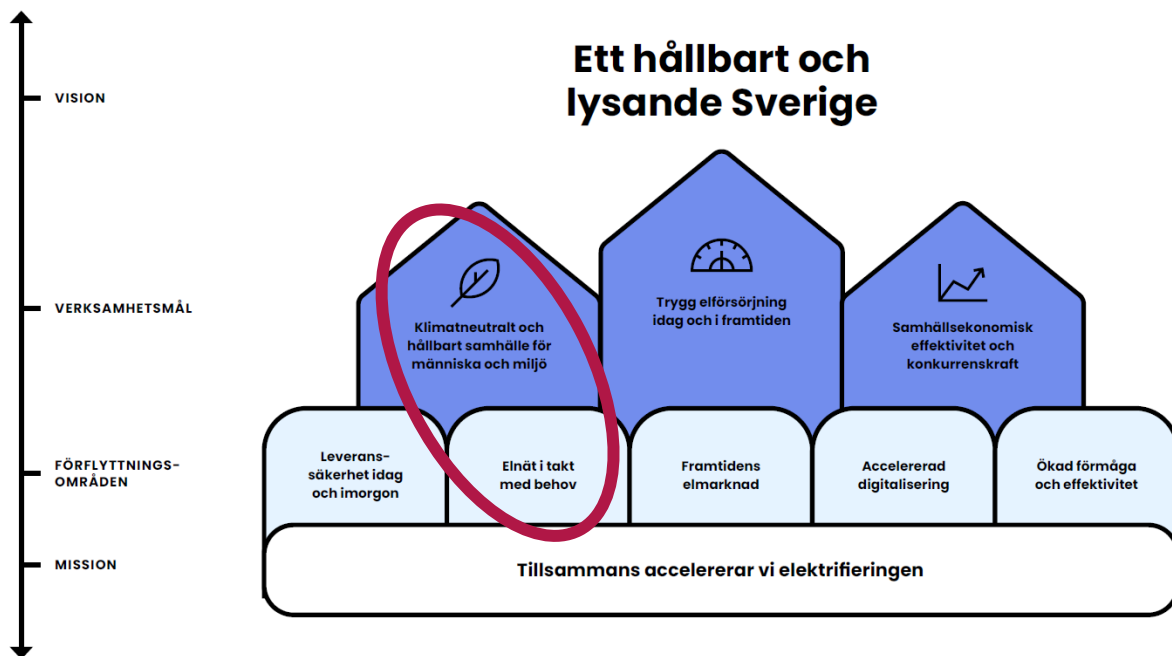 Ett hållbart och
lysande Sverige
VISION
VERKSAMHETSMÅL
Klimatneutralt och
hållbart samhälle för
människa och miljö
Trygg elförsörjning
idag och i framtiden
Samhällsekonomisk
effektivitet och
konkurrenskraft
FÖRFLYTTNINGS-
OMRÅDEN
Leverans-
säkerhet idag
och imorgon
Elnät i takt
med behov
Framtidens
elmarknad
Accelererad
digitalisering
Ökad förmåga
och effektivitet
MISSION
Tillsammans accelererar vi elektrifieringen